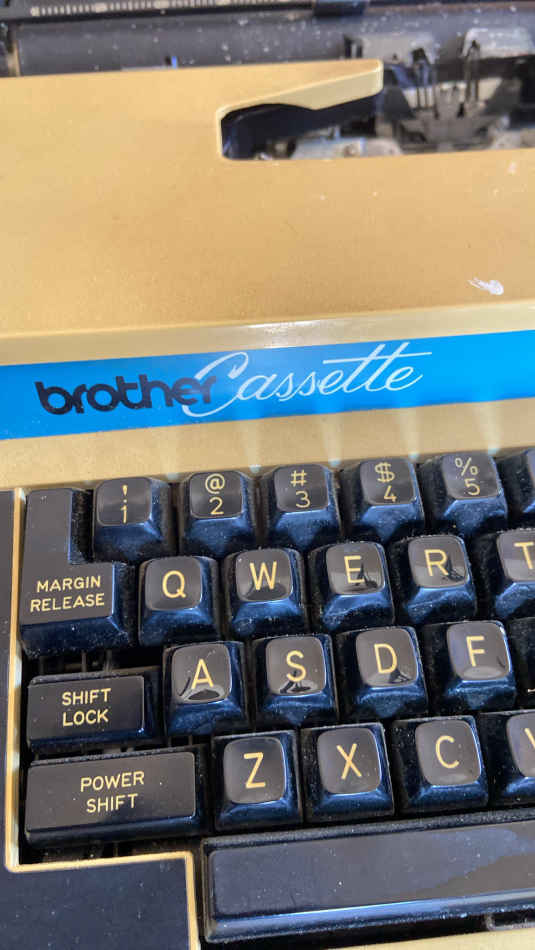 brother Cassette
! @ # $ %
1 2 3 4 5
MARGIN
RELEASE
Q W E R T
SHIFT
LOCK
A S D F
POWER
SHIFT
Z X C V